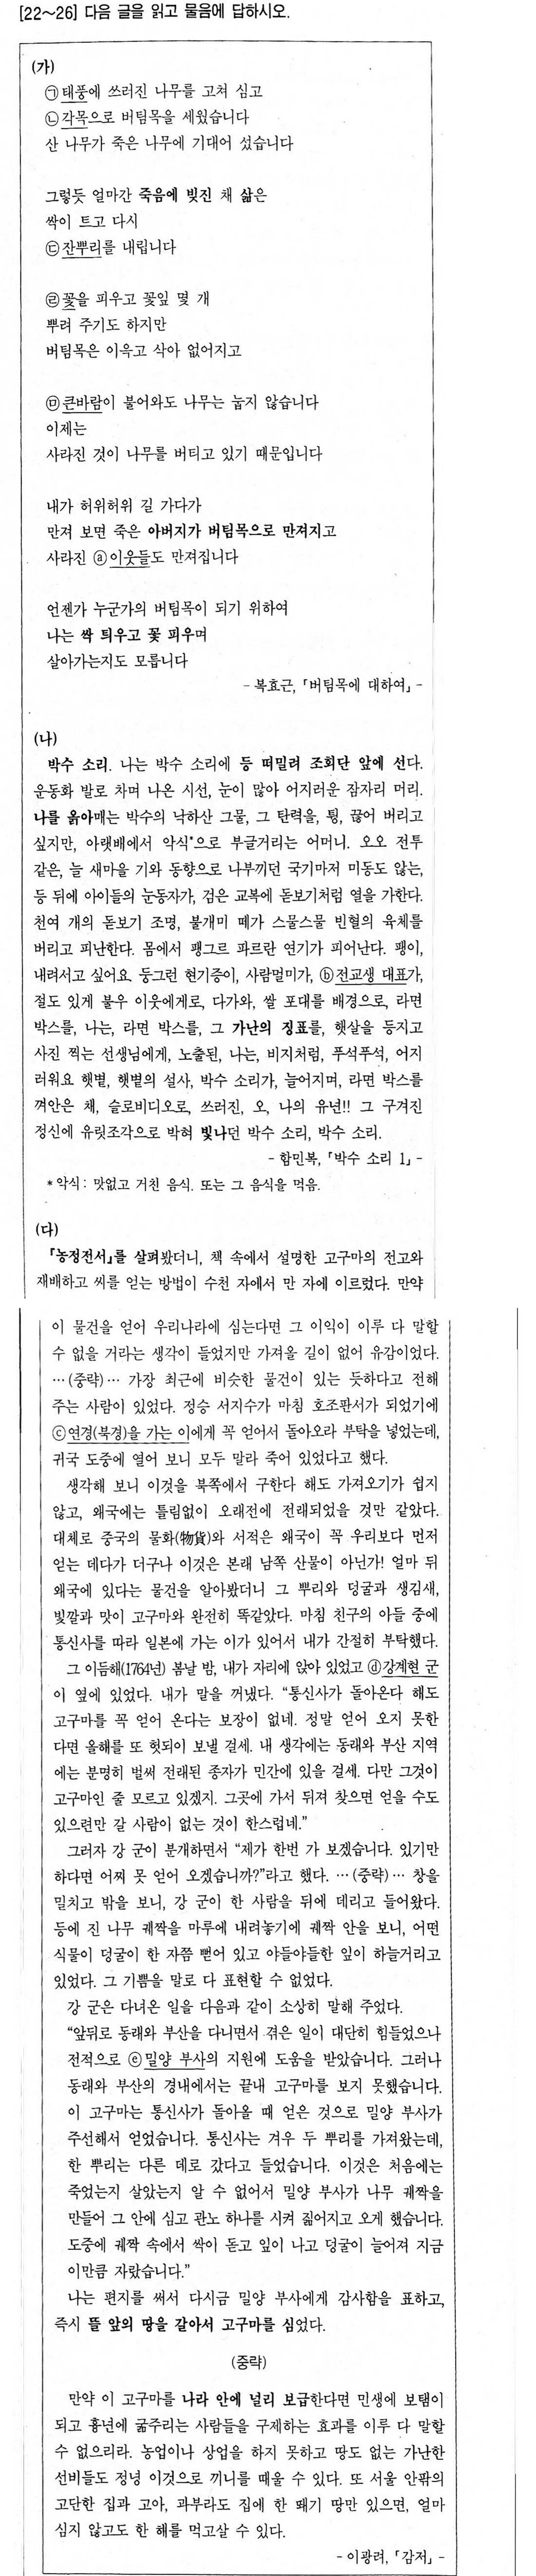 [22～26] 다음 글을 읽고 물음에 답하시오.
(가)
㉠태풍에 쓰러진 나무를 고쳐 심고
㉡각목으로 버팀목을 세웠습니다
산 나무가 죽은 나무에 기대어 섰습니다
그렇듯 얼마간 죽음에 빚진 채 삶은
싹이 트고 다시
㉢잔뿌리를 내립니다
㉣꽃을 피우고 꽃잎 몇 개
뿌려 주기도 하지만
버팀목은 이윽고 삭아 없어지고
㉤큰바람이 불어와도 나무는 눕지 않습니다
이제는
사라진 것이 나무를 버티고 있기 때문입니다
내가 허위허위 길 가다가
만져 보면 죽은 아버지가 버팀목으로 만져지고
사라진 ⓐ이웃들도 만져집니다
언젠가 누군가의 버팀목이 되기 위하여
나는 싹 틔우고 꽃 피우며
살아가는지도 모릅니다
- 복효근, 「버팀목에 대하여」 -
(나)
박수 소리. 나는 박수 소리에 등 떠밀려 조회단 앞에 선다.
운동화 발로 차며 나온 시선, 눈이 많아 어지러운 잠자리 머리.
나를 옭아매는 박수의 낙하산 그물, 그 탄력을, 튕, 끊어 버리고
싶지만, 아랫배에서 악식*으로 부글거리는 어머니. 오오 전투
같은, 늘 새마을 기와 동향으로 나부끼던 국기마저 미동도 않는,
등 뒤에 아이들의 눈동자가, 검은 교복에 돋보기처럼 열을 가한다.
천여 개의 돋보기 조명, 불개미 떼가 스물스물 빈혈의 육체를
버리고 피난한다. 몸에서 팽그르 파르란 연기가 피어난다. 팽이,
내려서고 싶어요. 둥그런 현기증이, 사람멀미가, ⓑ전교생 대표가,
절도 있게 불우 이웃에게로, 다가와, 쌀 포대를 배경으로, 라면
박스를, 나는, 라면 박스를, 그 가난의 징표를, 햇살을 등지고
사진 찍는 선생님에게, 노출된, 나는, 비지처럼, 푸석푸석, 어지
러워요 햇볕, 햇볕의 설사, 박수 소리가, 늘어지며, 라면 박스를
껴안은 채, 슬로비디오로, 쓰러진, 오, 나의 유년!! 그 구겨진
정신에 유릿조각으로 박혀 빛나던 박수 소리, 박수 소리.
- 함민복, 「박수 소리 1」 -
*악식 : 맛없고 거친 음식. 또는 그 음식을 먹음.
(다)
『농정전서』를 살펴봤더니, 책 속에서 설명한 고구마의 전고와
재배하고 씨를 얻는 방법이 수천 자에서 만 자에 이르렀다. 만약
이 물건을 얻어 우리나라에 심는다면 그 이익이 이루 다 말할
수 없을 거라는 생각이 들었지만 가져올 길이 없어 유감이었다.
…(중략)… 가장 최근에 비슷한 물건이 있는 듯하다고 전해
주는 사람이 있었다. 정승 서지수가 마침 호조판서가 되었기에
ⓒ연경(북경)을 가는 이에게 꼭 얻어서 돌아오라 부탁을 넣었는데,
귀국 도중에 열어 보니 모두 말라 죽어 있었다고 했다.
생각해 보니 이것을 북쪽에서 구한다 해도 가져오기가 쉽지
않고, 왜국에는 틀림없이 오래전에 전래되었을 것만 같았다.
대체로 중국의 물화(物貨)와 서적은 왜국이 꼭 우리보다 먼저
얻는 데다가 더구나 이것은 본래 남쪽 산물이 아닌가! 얼마 뒤
왜국에 있다는 물건을 알아봤더니 그 뿌리와 덩굴과 생김새,
빛깔과 맛이 고구마와 완전히 똑같았다. 마침 친구의 아들 중에
통신사를 따라 일본에 가는 이가 있어서 내가 간절히 부탁했다.
그 이듬해(1764년) 봄날 밤, 내가 자리에 앉아 있었고 ⓓ강계현 군
이 옆에 있었다. 내가 말을 꺼냈다. “통신사가 돌아온다 해도
고구마를 꼭 얻어 온다는 보장이 없네. 정말 얻어 오지 못한
다면 올해를 또 헛되이 보낼 걸세. 내 생각에는 동래와 부산 지역
에는 분명히 벌써 전래된 종자가 민간에 있을 걸세. 다만 그것이
고구마인 줄 모르고 있겠지. 그곳에 가서 뒤져 찾으면 얻을 수도
있으련만 갈 사람이 없는 것이 한스럽네.”
그러자 강 군이 분개하면서 “제가 한번 가 보겠습니다. 있기만
하다면 어찌 못 얻어 오겠습니까?”라고 했다. …(중략)… 창을
밀치고 밖을 보니, 강 군이 한 사람을 뒤에 데리고 들어왔다.
등에 진 나무 궤짝을 마루에 내려놓기에 궤짝 안을 보니, 어떤
식물이 덩굴이 한 자쯤 뻗어 있고 야들야들한 잎이 하늘거리고
있었다. 그 기쁨을 말로 다 표현할 수 없었다.
강 군은 다녀온 일을 다음과 같이 소상히 말해 주었다.
“앞뒤로 동래와 부산을 다니면서 겪은 일이 대단히 힘들었으나
전적으로 ⓔ밀양 부사의 지원에 도움을 받았습니다. 그러나
동래와 부산의 경내에서는 끝내 고구마를 보지 못했습니다.
이 고구마는 통신사가 돌아올 때 얻은 것으로 밀양 부사가
주선해서 얻었습니다. 통신사는 겨우 두 뿌리를 가져왔는데,
한 뿌리는 다른 데로 갔다고 들었습니다. 이것은 처음에는
죽었는지 살았는지 알 수 없어서 밀양 부사가 나무 궤짝을
만들어 그 안에 심고 관노 하나를 시켜 짊어지고 오게 했습니다.
도중에 궤짝 속에서 싹이 돋고 잎이 나고 덩굴이 늘어져 지금
이만큼 자랐습니다.”
나는 편지를 써서 다시금 밀양 부사에게 감사함을 표하고,
즉시 뜰 앞의 땅을 갈아서 고구마를 심었다.
(중략)
만약 이 고구마를 나라 안에 널리 보급한다면 민생에 보탬이
되고 흉년에 굶주리는 사람들을 구제하는 효과를 이루 다 말할
수 없으리라. 농업이나 상업을 하지 못하고 땅도 없는 가난한
선비들도 정녕 이것으로 끼니를 때울 수 있다. 또 서울 안팎의
고단한 집과 고아, 과부라도 집에 한 뙈기 땅만 있으면, 얼마
심지 않고도 한 해를 먹고살 수 있다.
- 이광려, 「감저」 -